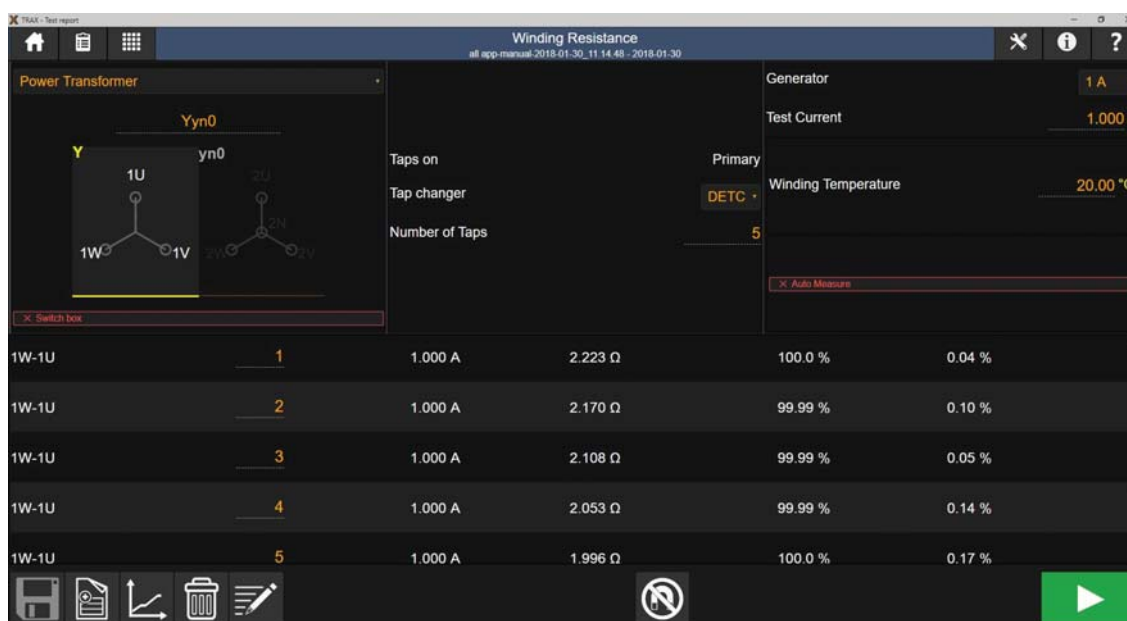 TRAX - Test report
Winding Resistance
all app-manual-2018-01-30_11.14.48 - 2018-01-30
?
Power Transformer
Yyn0
Y
yn0
1U
2U
2N
1W
1V
2W
2V
× Switch box
Taps on Primary
Tap changer DETC
Number of Taps 5
Generator 1 A
Test Current 1.000
Winding Temperature 20.00 °C
× Auto Measure
1W-1U 1 1.000 A 2.223 Ω 100.0 % 0.04 %
1W-1U 2 1.000 A 2.170 Ω 99.99 % 0.10 %
1W-1U 3 1.000 A 2.108 Ω 99.99 % 0.05 %
1W-1U 4 1.000 A 2.053 Ω 99.99 % 0.14 %
1W-1U 5 1.000 A 1.996 Ω 100.0 % 0.17 %